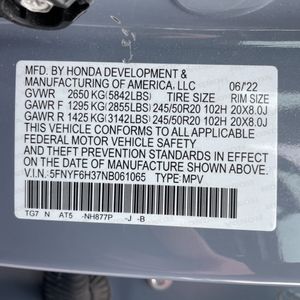 MFD. BY HONDA DEVELOPMENT &
MANUFACTURING OF AMERICA, LLC 06/22
GVWR 2650 KG(5842LBS) TIRE SIZE RIM SIZE
GAWR F 1295 KG(2855LBS) 245/50R20 102H 20X8.0J
GAWR R 1425 KG(3142LBS) 245/50R20 102H 20X8.0J
THIS VEHICLE CONFORMS TO ALL APPLICABLE
FEDERAL MOTOR VEHICLE SAFETY, BUMPER,
AND THEFT PREVENTION STANDARDS IN EFFECT
ON THE DATE OF MANUFACTURE SHOWN ABOVE.
V.I.N.: 5FNYF6H37NB061065 TYPE: MPV
TG7 N AT5 -NH877P -J -B